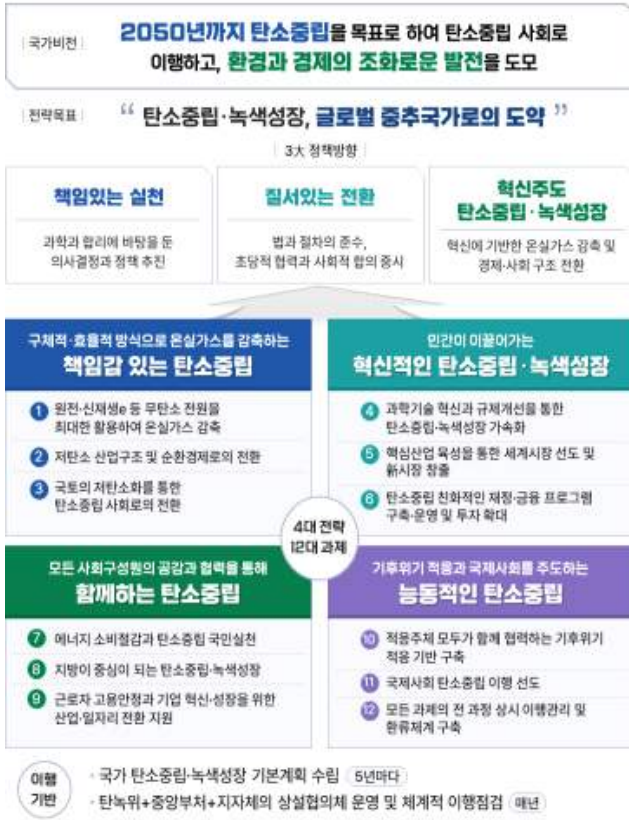 국가비전
2050년까지 탄소중립을 목표로 하여 탄소중립 사회로
이행하고, 환경과 경제의 조화로운 발전을 도모
전략목표
“ 탄소중립·녹색성장, 글로벌 중추국가로의 도약 ”
3大 정책방향
책임있는 실천
과학과 합리에 바탕을 둔
의사결정과 정책 추진
질서있는 전환
법과 절차의 준수,
초당적 협력과 사회적 합의 중시
혁신주도
탄소중립·녹색성장
혁신에 기반한 온실가스 감축 및
경제·사회 구조 전환
구체적·효율적 방식으로 온실가스를 감축하는
책임감 있는 탄소중립
1 원전·신재생e 등 무탄소 전원을
최대한 활용하여 온실가스 감축
2 저탄소 산업구조 및 순환경제로의 전환
3 국토의 저탄소화를 통한
탄소중립 사회로의 전환
민간이 이끌어가는
혁신적인 탄소중립·녹색성장
4 과학기술 혁신과 규제개선을 통한
탄소중립·녹색성장 가속화
5 핵심산업 육성을 통한 세계시장 선도 및
新시장 창출
6 탄소중립 친화적인 재정·금융 프로그램
구축·운영 및 투자 확대
4대 전략
12대 과제
모든 사회구성원의 공감과 협력을 통해
함께하는 탄소중립
7 에너지 소비절감과 탄소중립 국민실천
8 지방이 중심이 되는 탄소중립·녹색성장
9 근로자 고용안정과 기업 혁신·성장을 위한
산업·일자리 전환 지원
기후위기 적응과 국제사회를 주도하는
능동적인 탄소중립
10 적응주체 모두가 함께 협력하는 기후위기
적응 기반 구축
11 국제사회 탄소중립 이행 선도
12 모든 과제의 전 과정 상시 이행관리 및
환류체계 구축
이행
기반
· 국가 탄소중립·녹색성장 기본계획 수립 5년마다
· 탄녹위+중앙부처+지자체의 상설협의체 운영 및 체계적 이행점검 매년